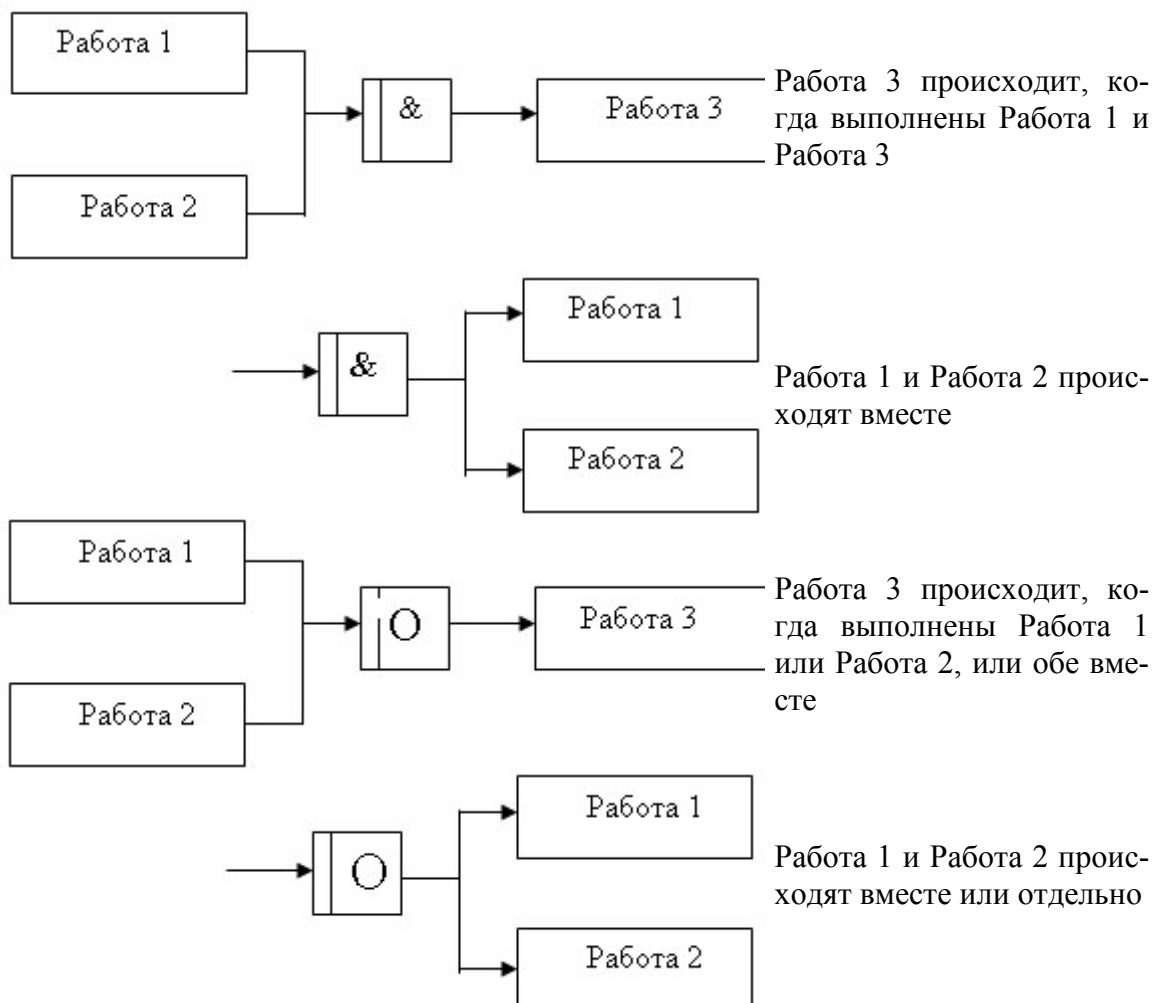 Работа 1
&
Работа 3
Работа 2
Работа 3 происходит, ко-
гда выполнены Работа 1 и
Работа 3
&
Работа 1
Работа 2
Работа 1 и Работа 2 проис-
ходят вместе
Работа 1
О
Работа 3
Работа 2
Работа 3 происходит, ко-
гда выполнены Работа 1
или Работа 2, или обе вме-
сте
О
Работа 1
Работа 2
Работа 1 и Работа 2 проис-
ходят вместе или отдельно